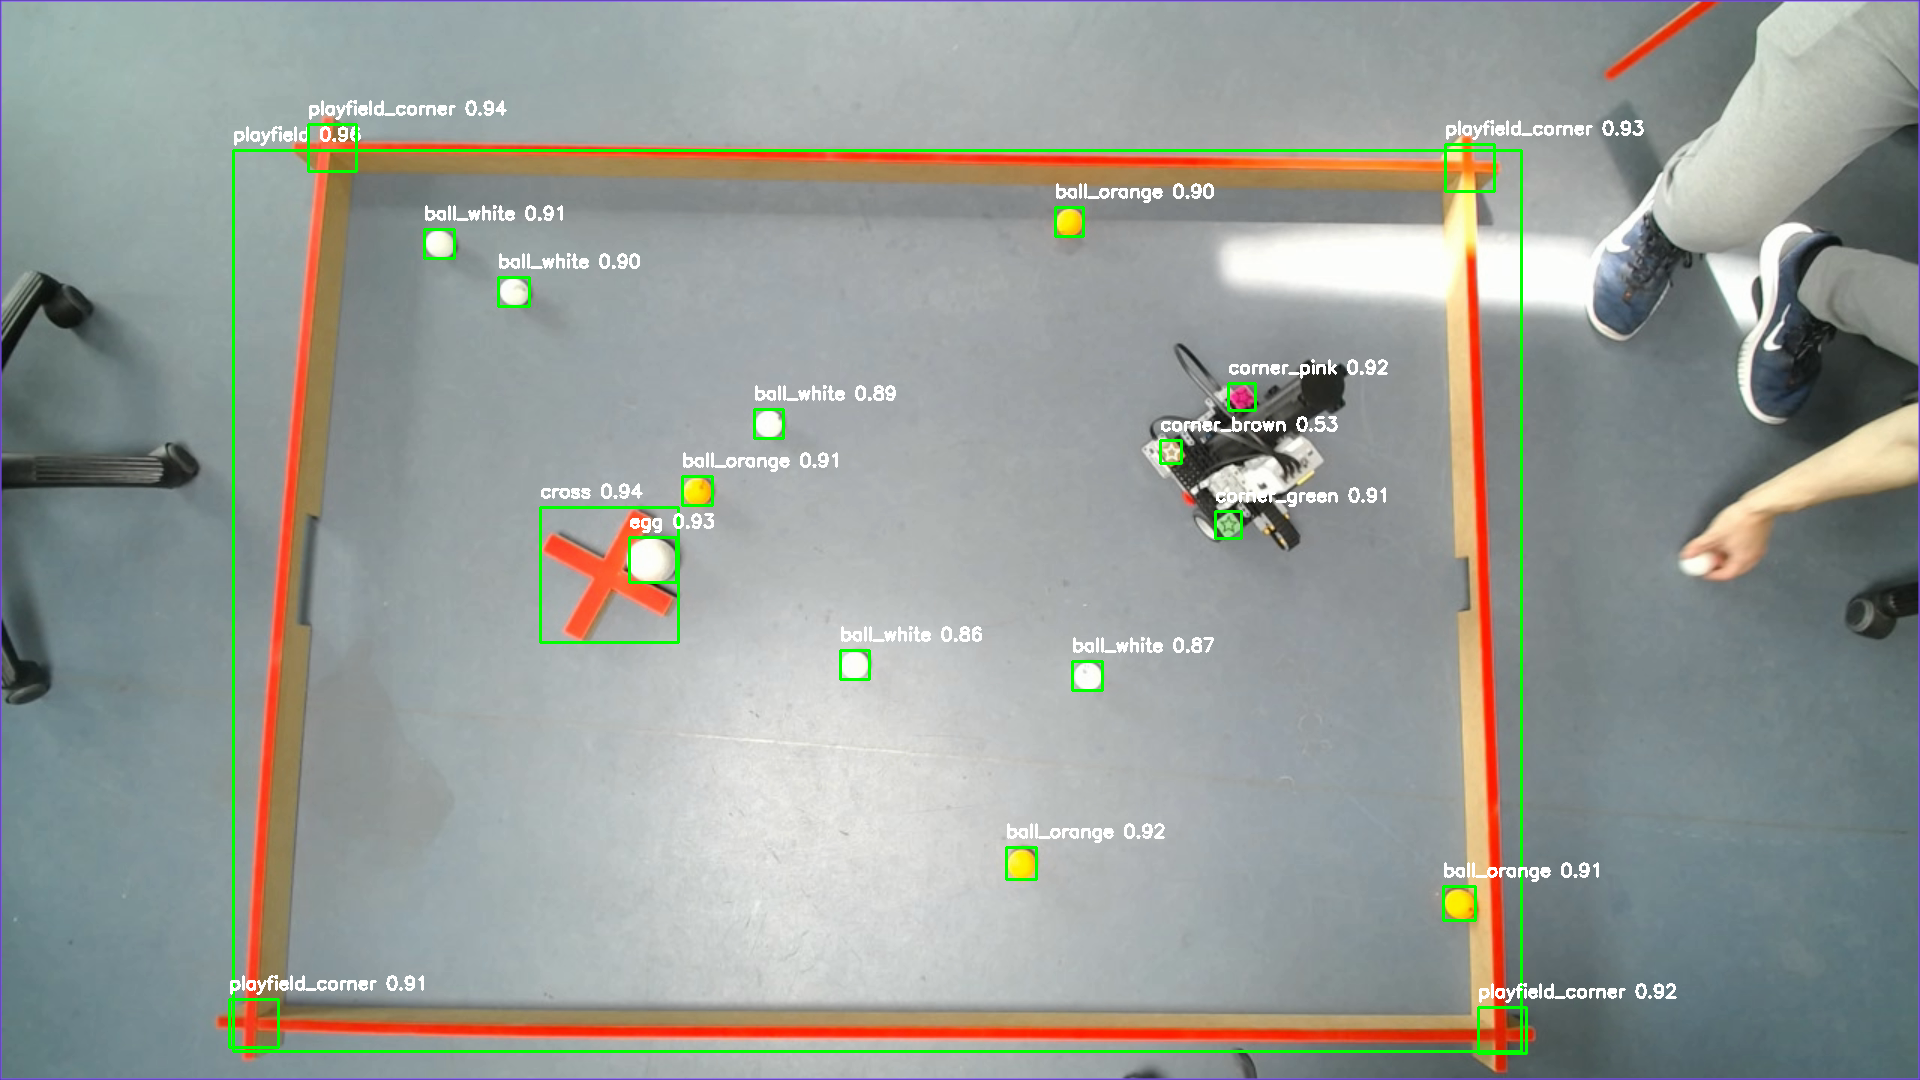 playfield_corner 0.94
playfield_corner 0.93
playfield 0.96
ball_orange 0.90
ball_white 0.91
ball_white 0.90
corner_pink 0.92
ball_white 0.89
corner_brown 0.53
ball_orange 0.91
cross 0.94
corner_green 0.91
egg 0.93
ball_white 0.86
ball_white 0.87
ball_orange 0.92
ball_orange 0.91
playfield_corner 0.91
playfield_corner 0.92